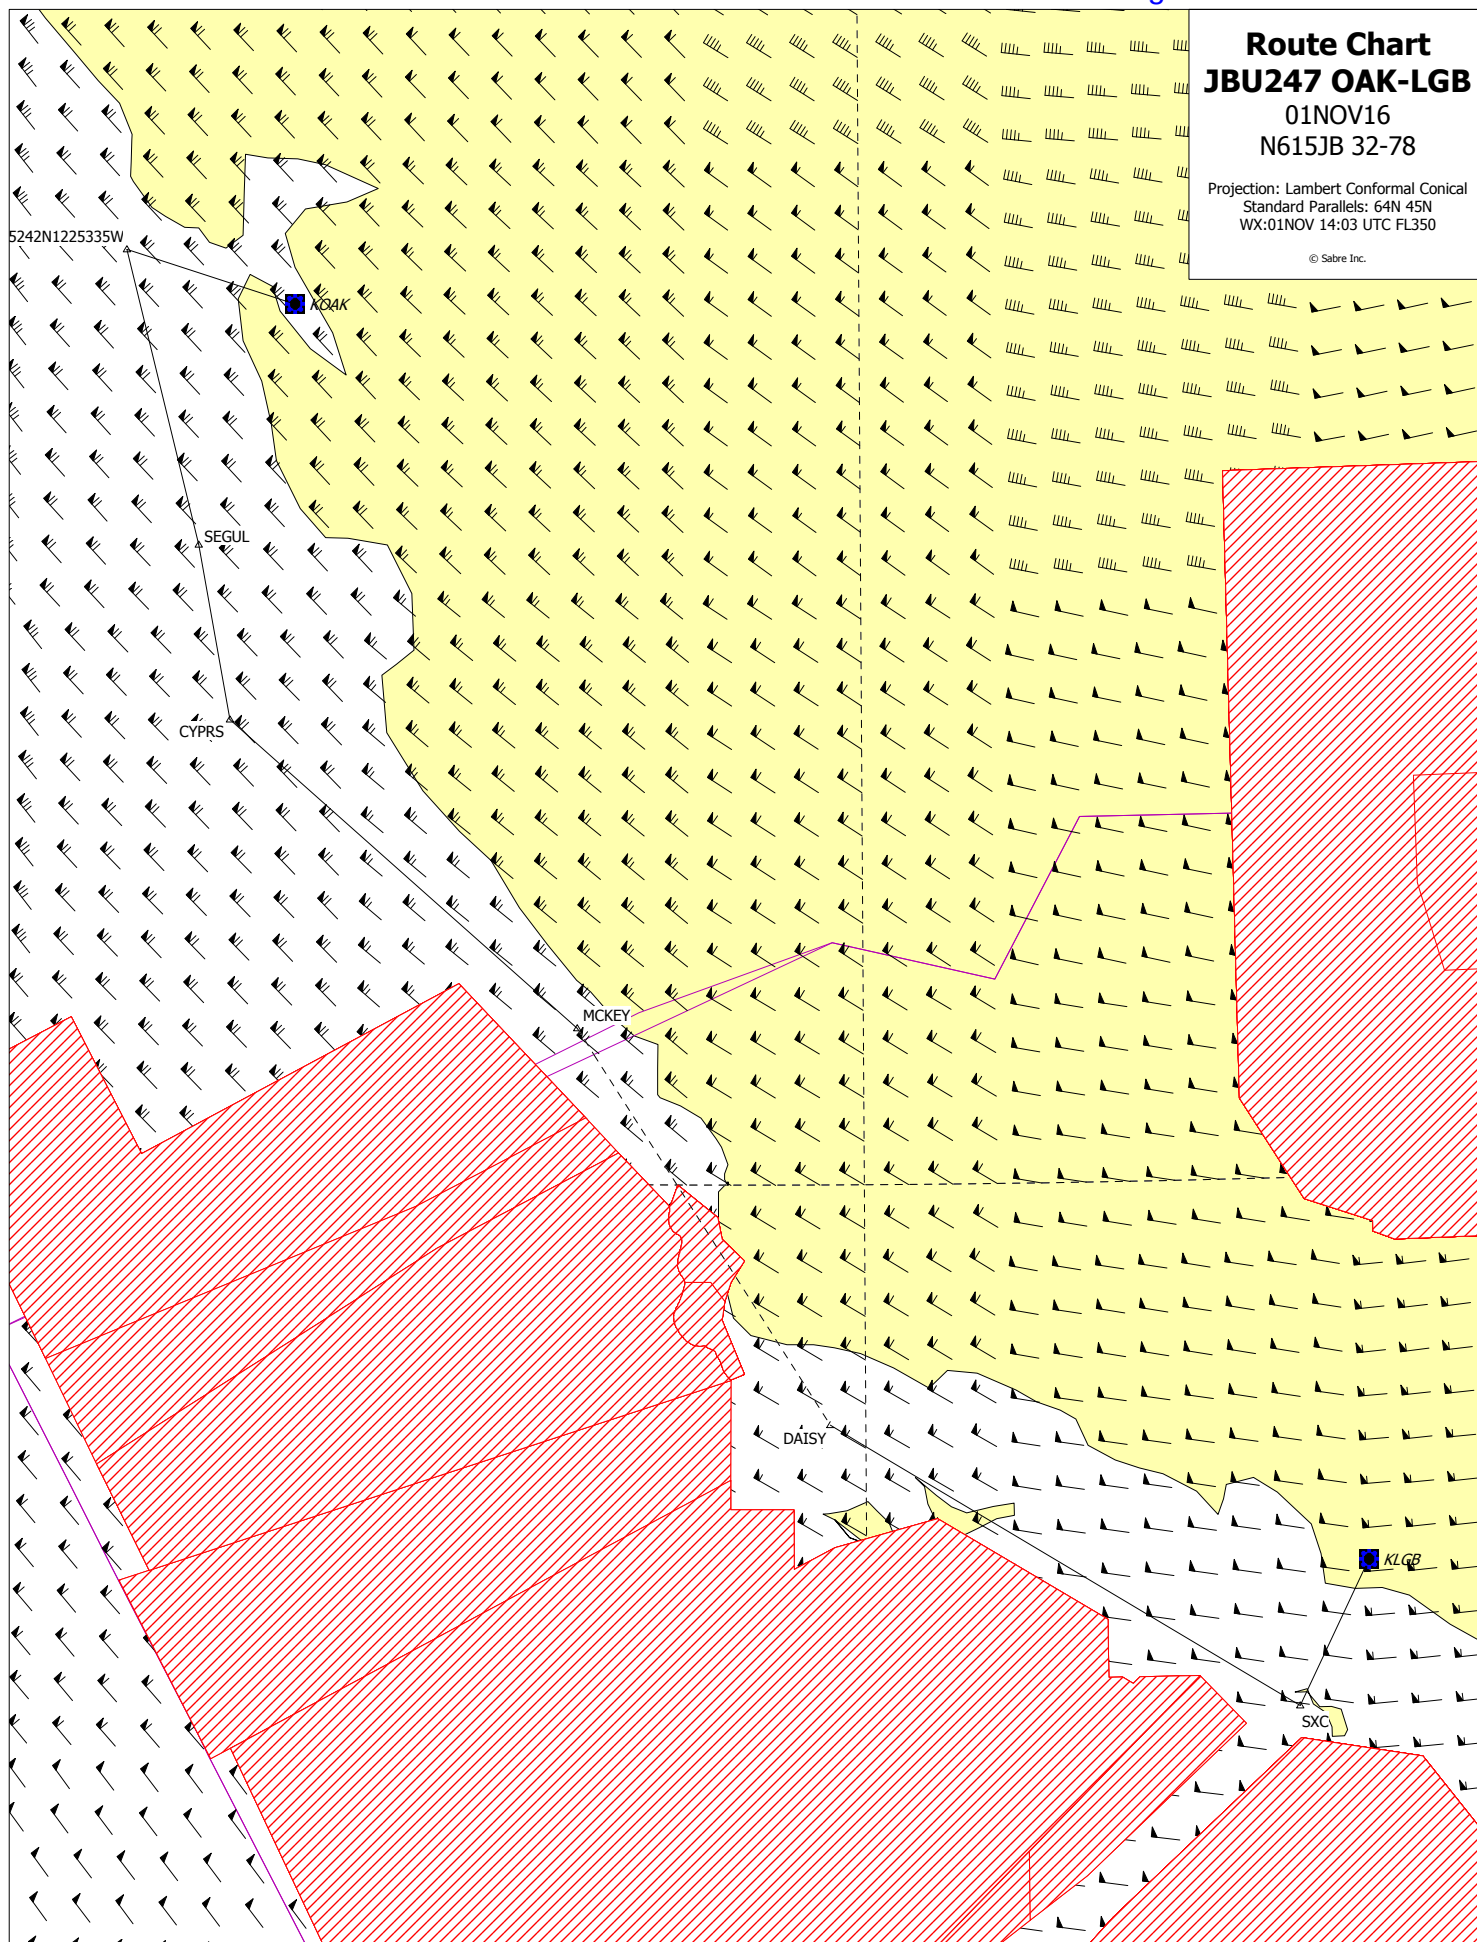 Route Chart
JBU247 OAK-LGB
01NOV16
N615JB 32-78
Projection: Lambert Conformal Conical
Standard Parallels: 64N 45N
WX:01NOV 14:03 UTC FL350
© Sabre Inc.
5242N1225335W
KOAK
SEGUL
CYPRS
MCKEY
DAISY
KLGB
SXC